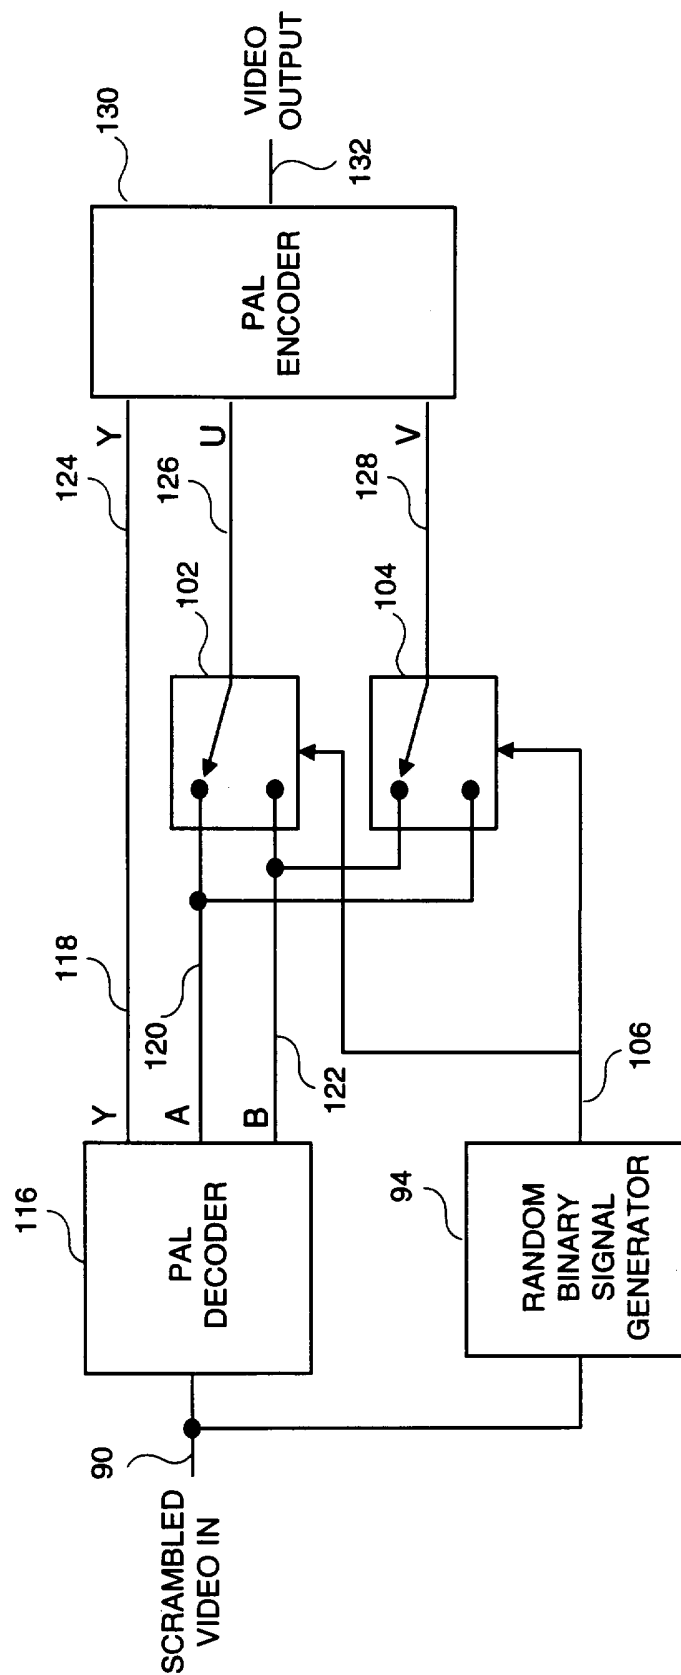 SCRAMBLED
VIDEO IN
90
116
PAL
DECODER
Y
A
B
118
120
122
94
RANDOM
BINARY
SIGNAL
GENERATOR
106
102
104
124
126
128
Y
U
V
130
PAL
ENCODER
132
VIDEO
OUTPUT